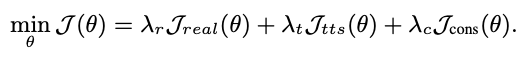 min_θ 𝒥(θ) = λ_r 𝒥_real(θ) + λ_t 𝒥_tts(θ) + λ_c 𝒥_cons(θ).